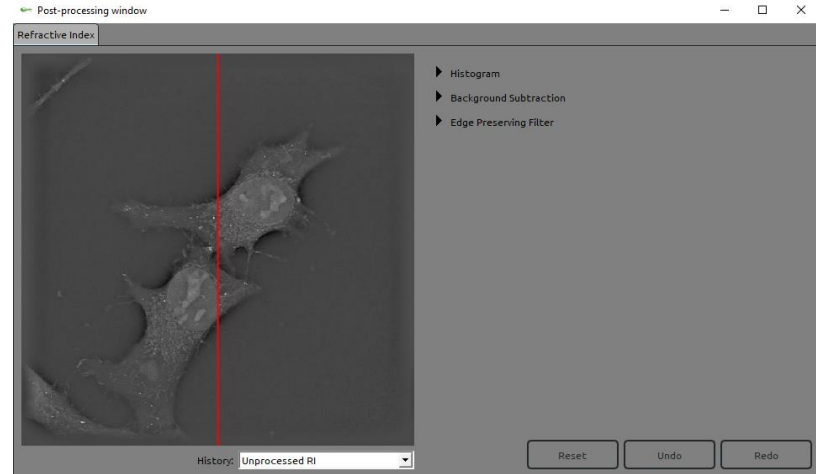 Post-processing window
Refractive Index
Histogram
Background Subtraction
Edge Preserving Filter
History: Unprocessed RI
Reset Undo Redo